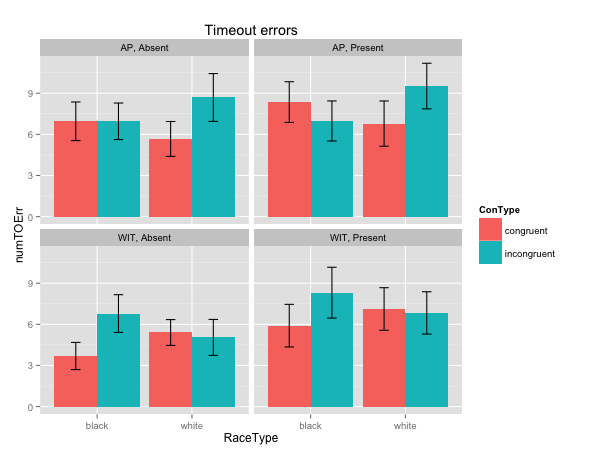 Timeout errors
AP, Absent
AP, Present
9
6
3
0
WIT, Absent
WIT, Present
9
6
3
0
numTOErr
black
white
black
white
RaceType
ConType
congruent
incongruent